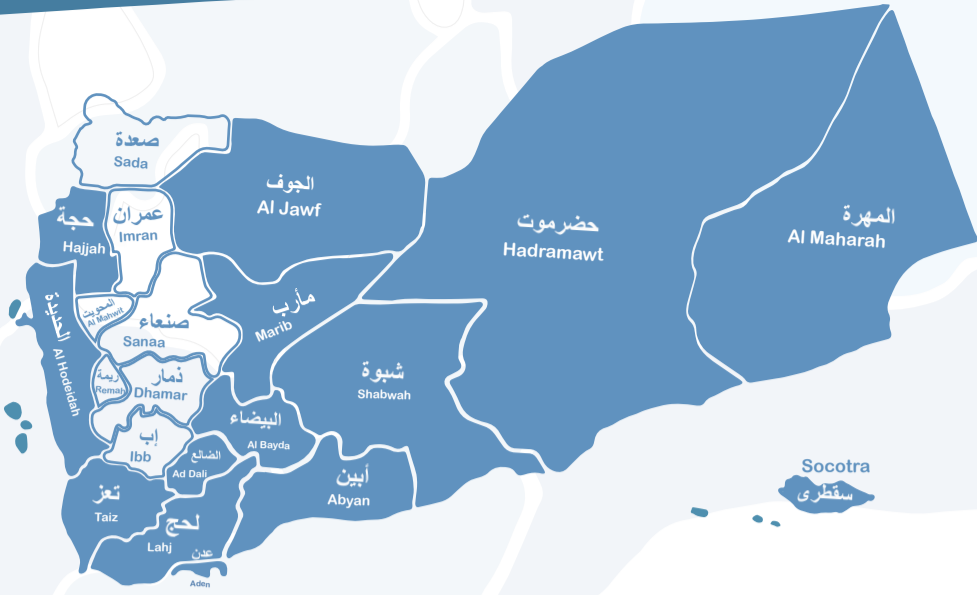 صعدة
Sada
الجوف
Al Jawf
حضرموت
Hadramawt
المهرة
Al Maharah
حجة
Hajjah
عمران
Imran
مأرب
Marib
الحديدة
Al Hodeidah
المحويت
Al Mahwit
صنعاء
Sanaa
ريمة
Remah
ذمار
Dhamar
شبوة
Shabwah
البيضاء
Al Bayda
إب
Ibb
الضالع
Ad Dali
أبين
Abyan
تعز
Taiz
لحج
Lahj
عدن
Aden
Socotra
سقطرى